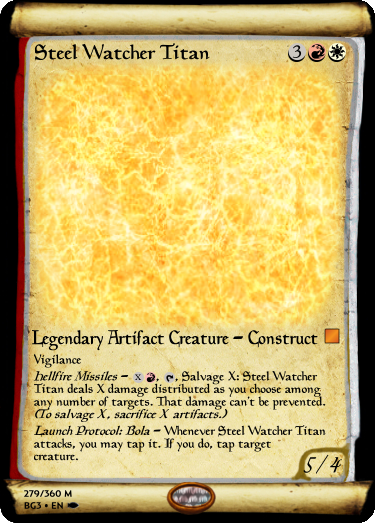 Steel Watcher Titan 3
Legendary Artifact Creature – Construct
Vigilance
Hellfire Missiles – X , , Salvage X: Steel Watcher
Titan deals X damage distributed as you choose among
any number of targets. That damage can't be prevented.
(To salvage X, sacrifice X artifacts.)
Launch Protocol: Bola – Whenever Steel Watcher Titan
attacks, you may tap it. If you do, tap target
creature.
5/4
279/360 M
BG3 • EN